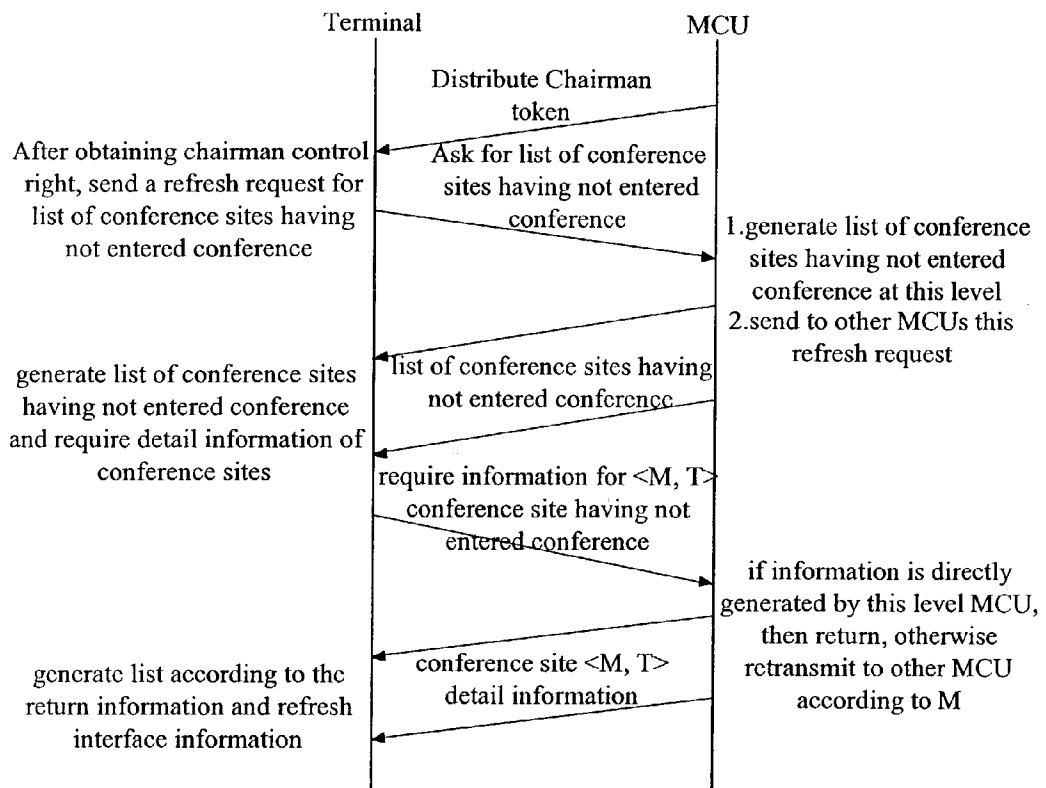 Terminal
MCU
Distribute Chairman
token
After obtaining chairman control
right, send a refresh request for
list of conference sites having
not entered conference
Ask for list of conference
sites having not entered
conference
1.generate list of conference
sites having not entered
conference at this level
2.send to other MCUs this
refresh request
list of conference sites having
not entered conference
generate list of conference sites
having not entered conference
and require detail information of
conference sites
require information for <M, T>
conference site having not
entered conference
if information is directly
generated by this level MCU,
then return, otherwise
retransmit to other MCU
according to M
conference site <M, T>
detail information
generate list according to the
return information and refresh
interface information